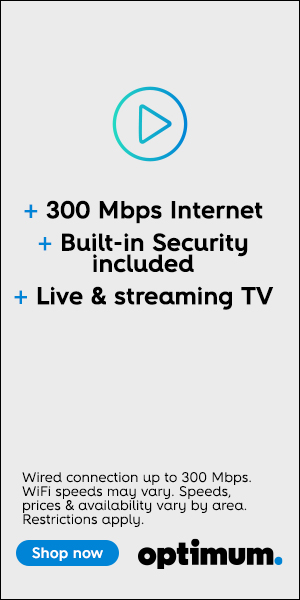 + 300 Mbps Internet
+ Built-in Security
included
+ Live & streaming TV
Wired connection up to 300 Mbps.
WiFi speeds may vary. Speeds,
prices & availability vary by area.
Restrictions apply.
Shop now
optimum.